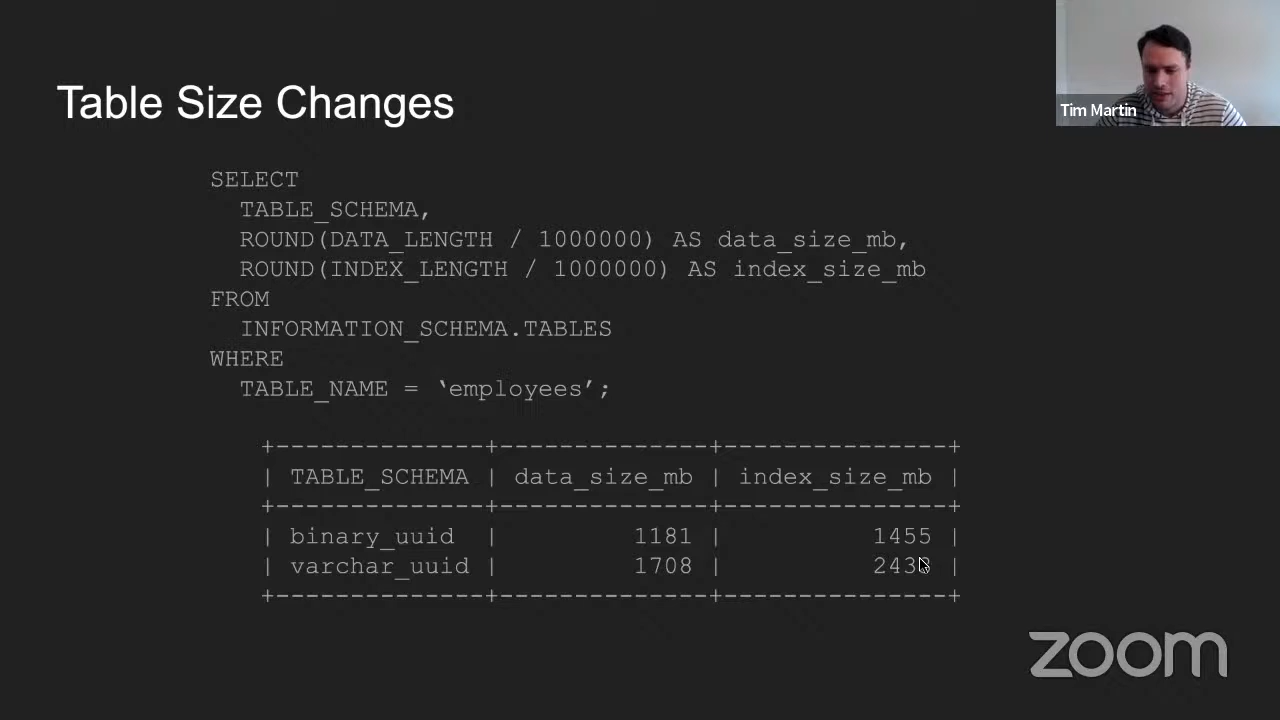 Table Size Changes
Tim Martin
SELECT
TABLE_SCHEMA,
ROUND(DATA_LENGTH / 1000000) AS data_size_mb,
ROUND(INDEX_LENGTH / 1000000) AS index_size_mb
FROM
INFORMATION_SCHEMA.TABLES
WHERE
TABLE_NAME = ‘employees’;
+--------------+--------------+---------------+
| TABLE_SCHEMA | data_size_mb | index_size_mb |
+--------------+--------------+---------------+
| binary_uuid | 1181 | 1455 |
| varchar_uuid | 1708 | |
+--------------+--------------+---------------+
zoom